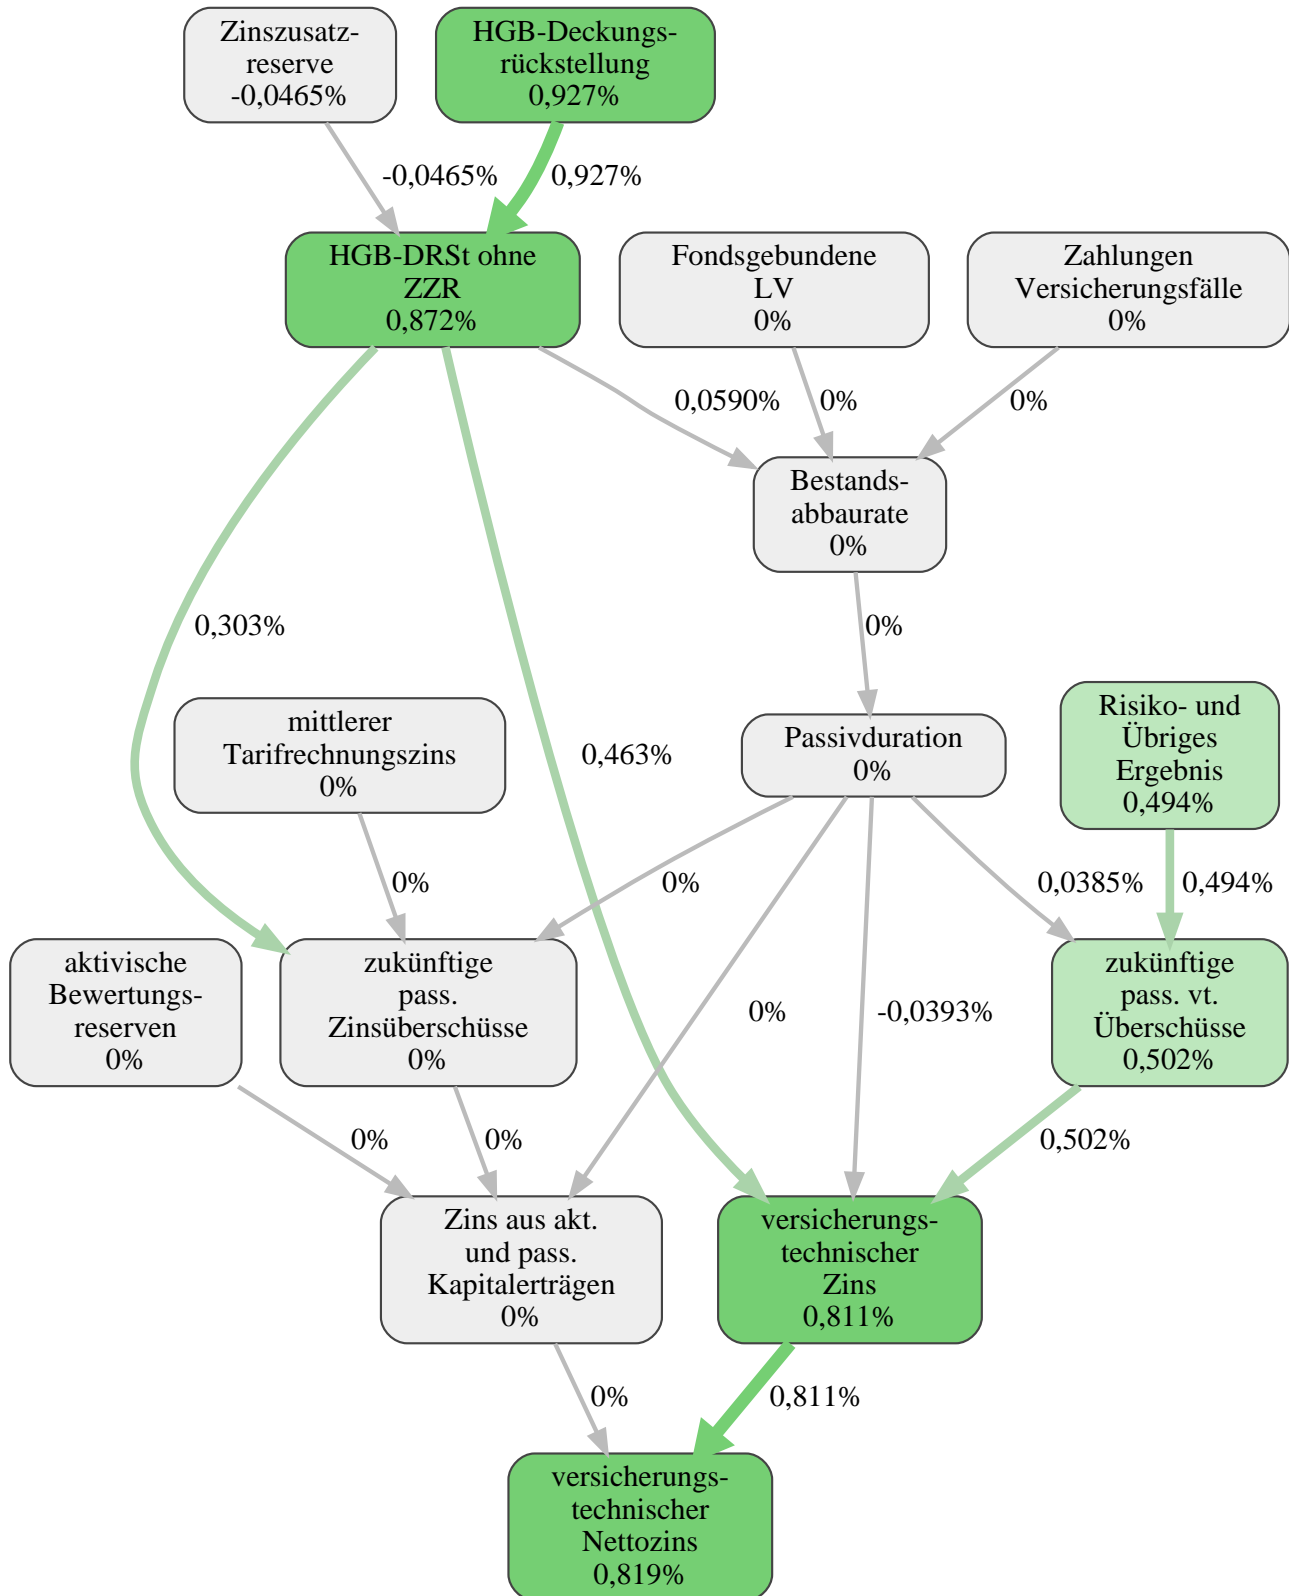 Zinszusatz-
reserve
-0,0465%
HGB-Deckungs-
rückstellung
0,927%
-0,0465%
0,927%
HGB-DRSt ohne
ZZR
0,872%
Fondsgebundene
LV
0%
Zahlungen
Versicherungsfälle
0%
0,0590%
0%
0%
Bestands-
abbaurate
0%
0,303%
0%
mittlerer
Tarifrechnungszins
0%
0,463%
Passivduration
0%
Risiko- und
Übriges
Ergebnis
0,494%
0%
0%
0,0385%
0,494%
aktivische
Bewertungs-
reserven
0%
zukünftige
pass.
Zinsüberschüsse
0%
0%
-0,0393%
zukünftige
pass. vt.
Überschüsse
0,502%
0%
0%
0,502%
Zins aus akt.
und pass.
Kapitalerträgen
0%
versicherungs-
technischer
Zins
0,811%
0%
0,811%
versicherungs-
technischer
Nettozins
0,819%